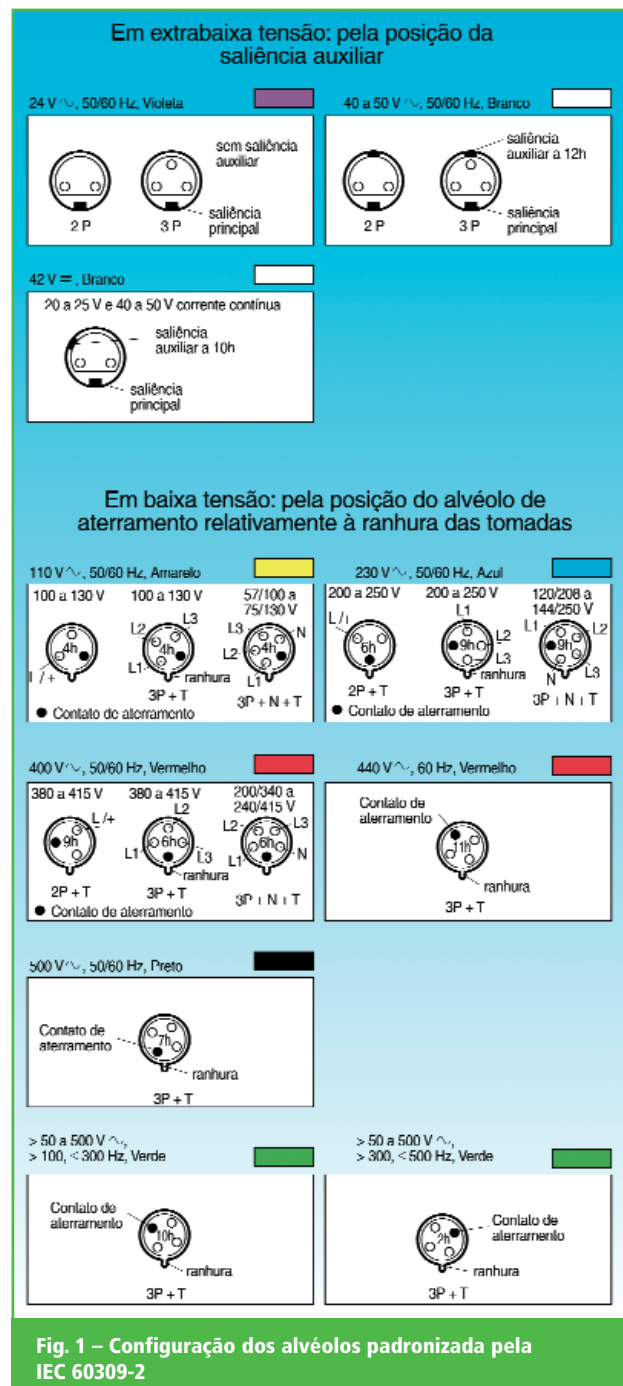 Em extrabaixa tensão: pela posição da
saliência auxiliar
24 V ∿, 50/60 Hz, Violeta
sem saliência
auxiliar
saliência
principal
2 P
3 P
40 a 50 V ∿, 50/60 Hz, Branco
saliência
auxiliar a 12h
saliência
principal
2 P
3 P
42 V ⎓, Branco
20 a 25 V e 40 a 50 V corrente contínua
saliência
auxiliar a 10h
saliência
principal
Em baixa tensão: pela posição do alvéolo de
aterramento relativamente à ranhura das tomadas
110 V ∿, 50/60 Hz, Amarelo
100 a 130 V
100 a 130 V
57/100 a
75/130 V
L2
L3
L3
N
4h
4h
4h
L2
L /+
L1
L1
ranhura
3P + T
3P + N + T
● Contato de aterramento
230 V ∿, 50/60 Hz, Azul
200 a 250 V
200 a 250 V
120/208 a
144/250 V
L1
L1
L2
6h
9h
L2
9h
L3
L3
N
ranhura
2P + T
3P + T
3P + N + T
● Contato de aterramento
400 V ∿, 50/60 Hz, Vermelho
380 a 415 V
380 a 415 V
200/340 a
240/415 V
L /+
L2
L2
L3
9h
6h
6h
L1
L3
L1
N
ranhura
2P + T
3P + T
3P + N + T
● Contato de aterramento
440 V ∿, 60 Hz, Vermelho
Contato de
aterramento
11h
ranhura
3P + T
500 V ∿, 50/60 Hz, Preto
Contato de
aterramento
7h
ranhura
3P + T
> 50 a 500 V ∿,
> 100, < 300 Hz, Verde
Contato de
aterramento
10h
ranhura
3P + T
> 50 a 500 V ∿,
> 300, < 500 Hz, Verde
Contato de
aterramento
2h
ranhura
3P + T
Fig. 1 – Configuração dos alvéolos padronizada pela
IEC 60309-2